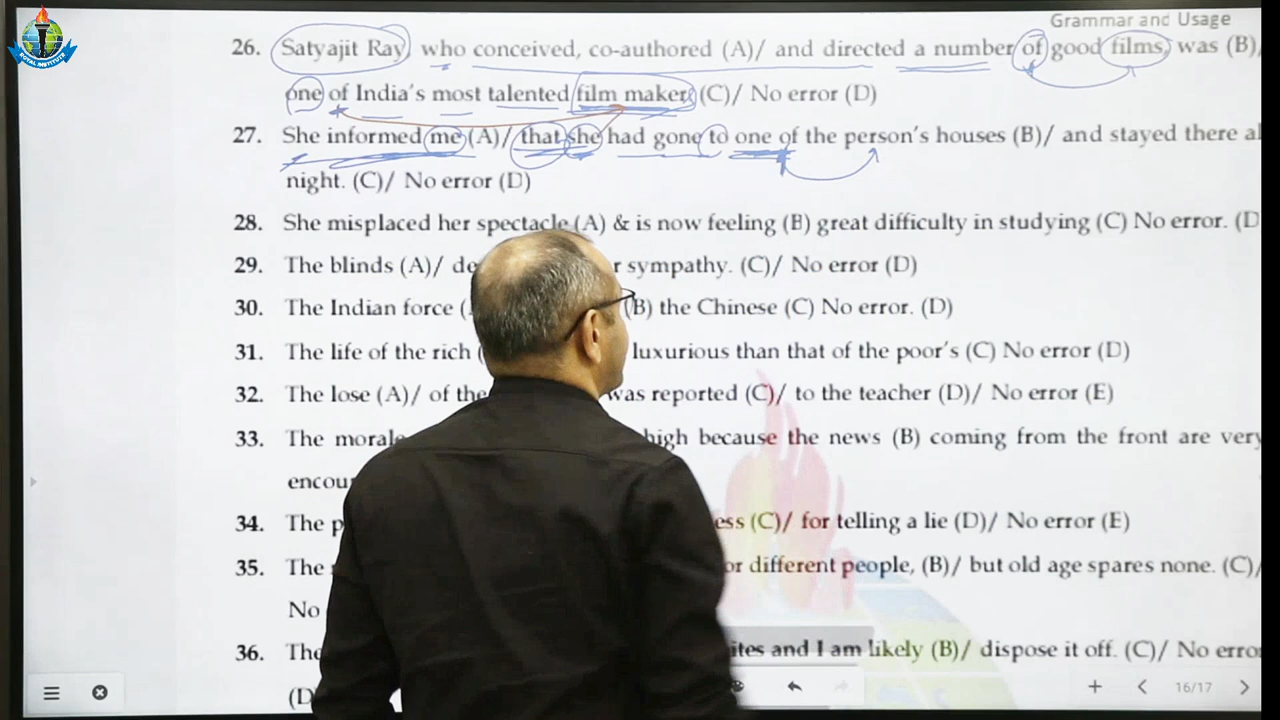 Grammar and Usage
ROYAL INSTITUTE
26. Satyajit Ray who conceived, co-authored (A)/ and directed a number of good films, was (B)/
one of India's most talented film maker. (C)/ No error (D)
27. She informed me (A)/ that she had gone to one of the person's houses (B)/ and stayed there al
night. (C)/ No error (D)
28. She misplaced her spectacle (A) & is now feeling (B) great difficulty in studying (C) No error. (D
29. The blinds (A)/ sympathy. (C)/ No error (D)
30. The Indian force (B) the Chinese (C) No error. (D)
31. The life of the rich luxurious than that of the poor's (C) No error (D)
32. The lose (A)/ of the was reported (C)/ to the teacher (D)/ No error (E)
33. The morale high because the news (B) coming from the front are very
34. The (C)/ for telling a lie (D)/ No error (E)
35. The or different people, (B)/ but old age spares none. (C)/
No
36. and I am likely (B)/ dispose it off. (C)/ No erro
(D
16/17